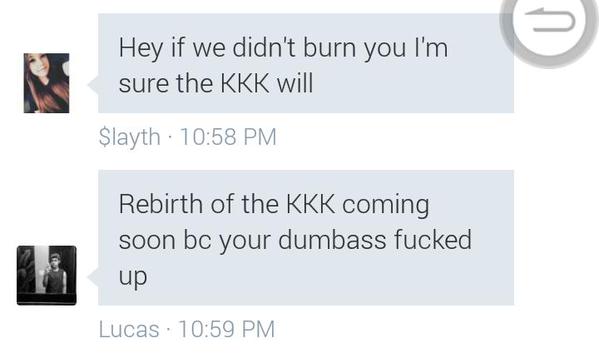 Hey if we didn't burn you I'm
sure the KKK will
$layth · 10:58 PM
Rebirth of the KKK coming
soon bc your dumbass fucked
up
Lucas · 10:59 PM